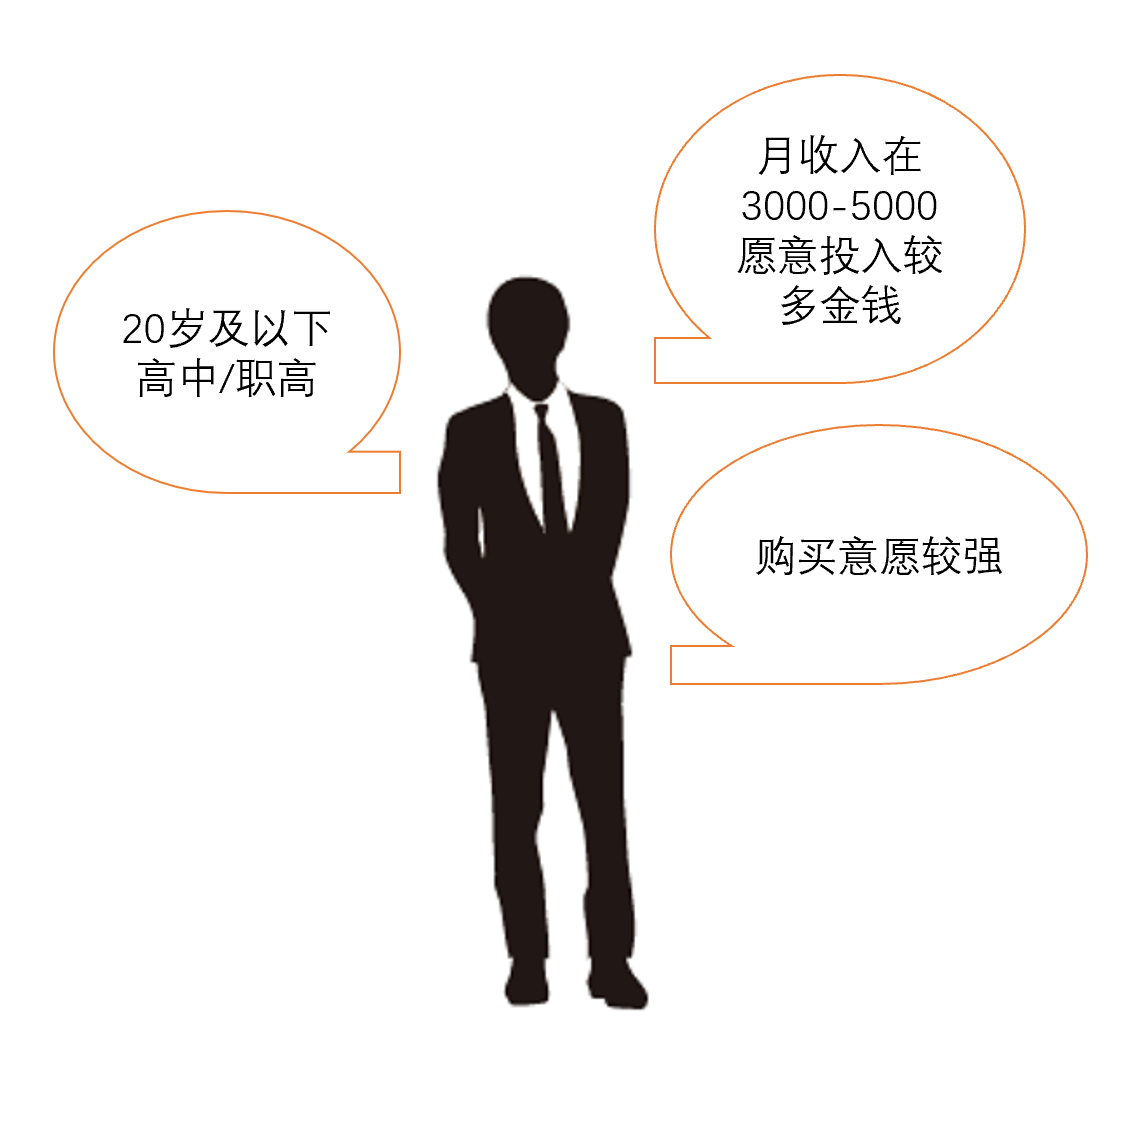 20岁及以下
高中/职高
月收入在
3000-5000
愿意投入较
多金钱
购买意愿较强